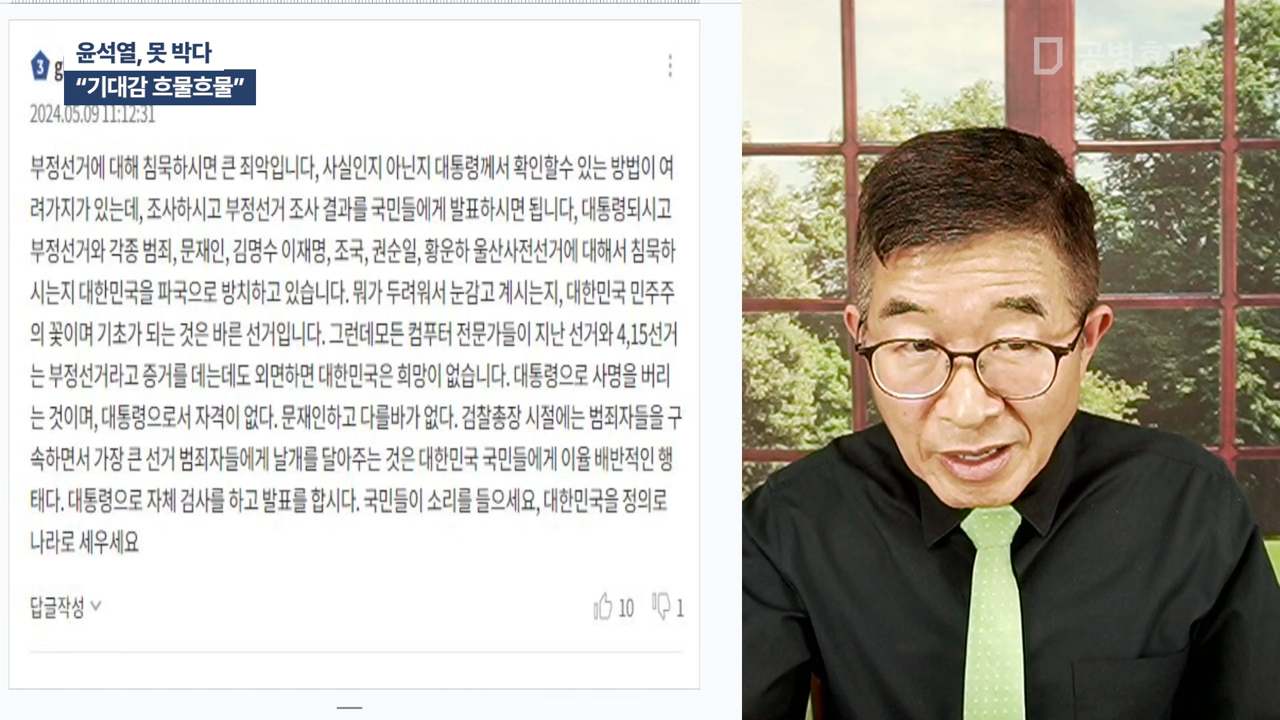 윤석열, 못 박다
“기대감 흐물흐물”
3 g
2024.05.09 11:12:31
부정선거에 대해 침묵하시면 큰 죄악입니다, 사실인지 아닌지 대통령께서 확인할수 있는 방법이 여
려가지가 있는데, 조사하시고 부정선거 조사 결과를 국민들에게 발표하시면 됩니다, 대통령되시고
부정선거와 각종 범죄, 문재인, 김명수 이재명, 조국, 권순일, 황운하 울산사전선거에 대해서 침묵하
시는지 대한민국을 파국으로 방치하고 있습니다. 뭐가 두려워서 눈감고 계시는지, 대한민국 민주주
의 꽃이며 기초가 되는 것은 바른 선거입니다. 그런데모든 컴푸터 전문가들이 지난 선거와 4,15선거
는 부정선거라고 증거를 데는데도 외면하면 대한민국은 희망이 없습니다. 대통령으로 사명을 버리
는 것이며, 대통령으로서 자격이 없다. 문재인하고 다를바가 없다. 검찰총장 시절에는 범죄자들을 구
속하면서 가장 큰 선거 범죄자들에게 날개를 달아주는 것은 대한민국 국민들에게 이율 배반적인 행
태다. 대통령으로 자체 검사를 하고 발표를 합시다. 국민들이 소리를 들으세요, 대한민국을 정의로
나라로 세우세요
답글작성
10 1
공병호TV